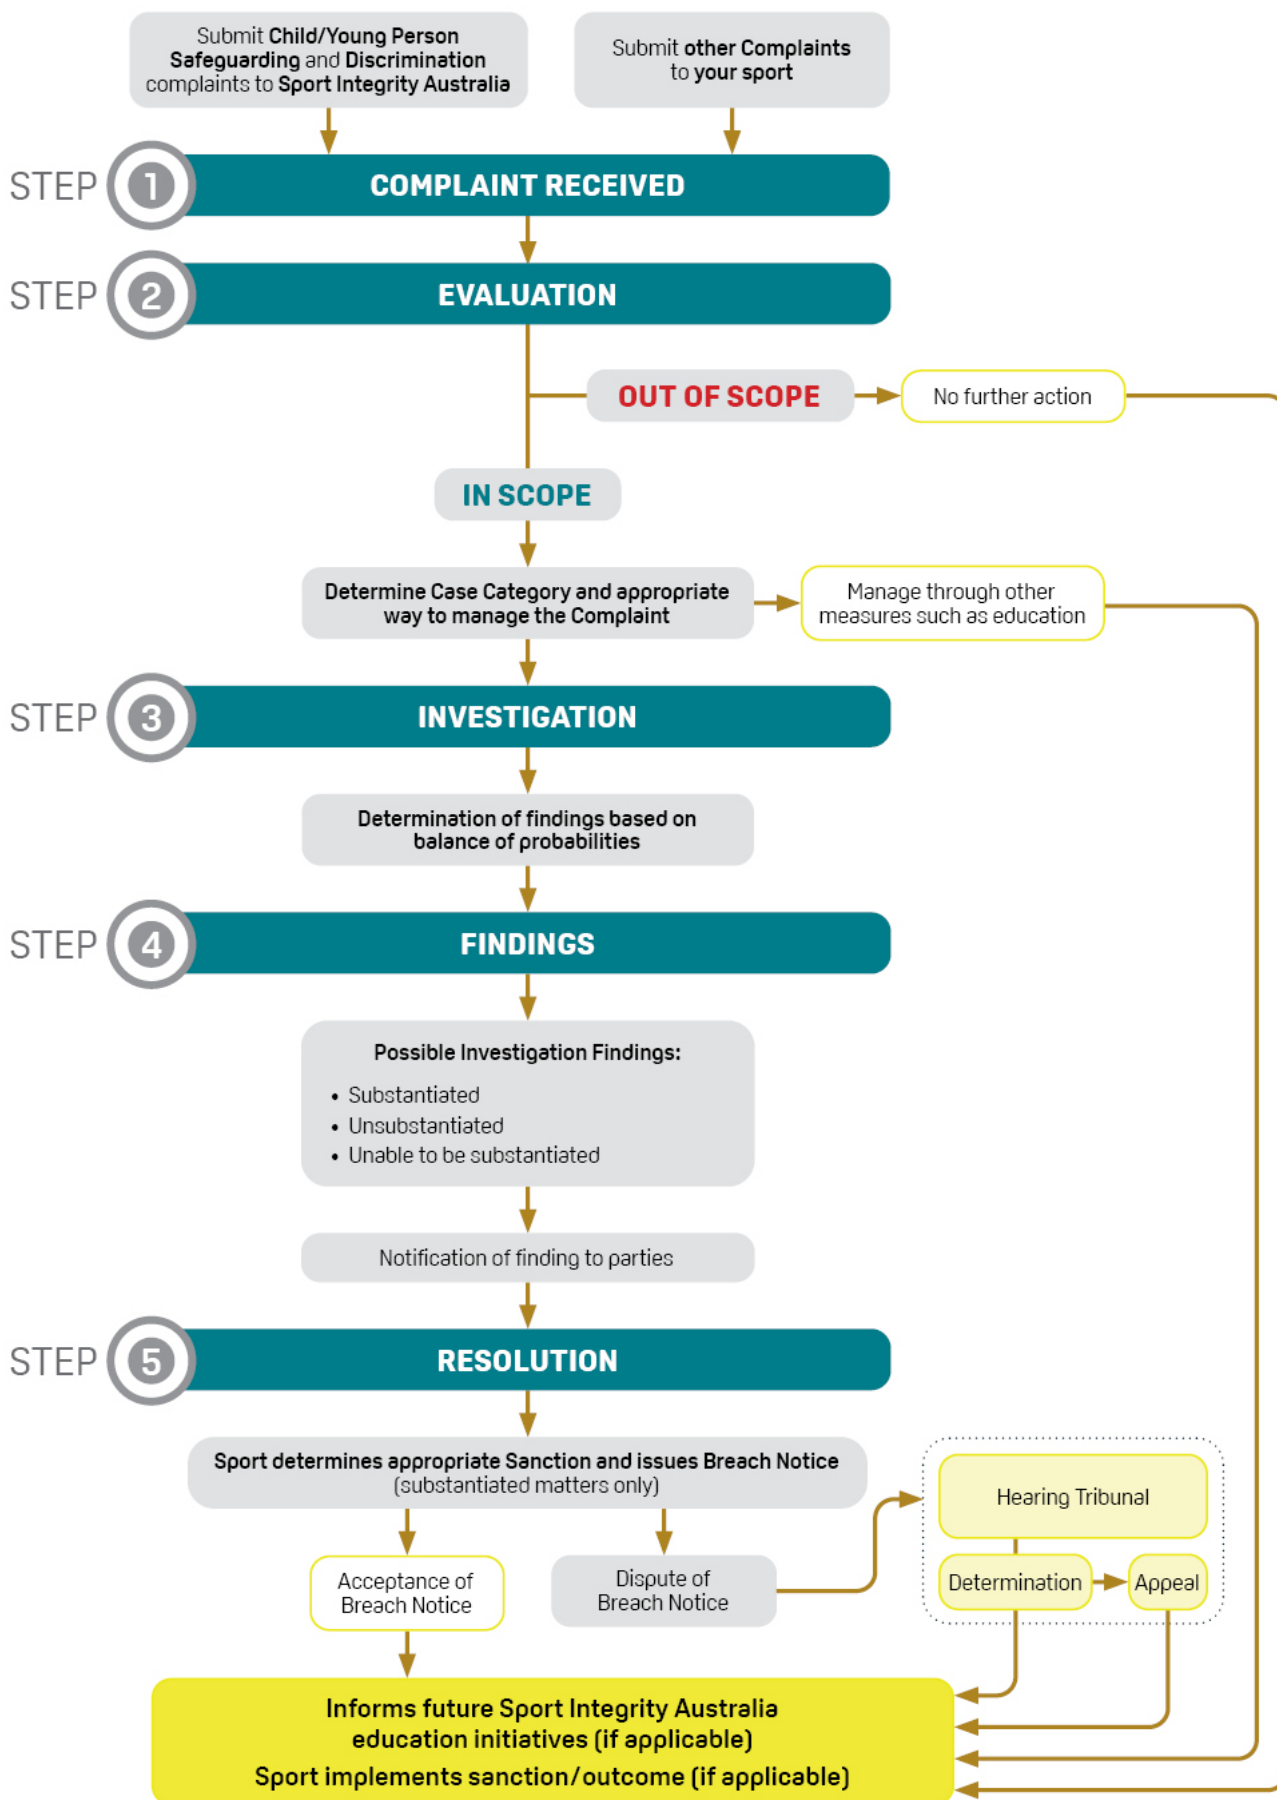 Submit Child/Young Person
Safeguarding and Discrimination
complaints to Sport Integrity Australia
Submit other Complaints
to your sport
STEP 1
COMPLAINT RECEIVED
STEP 2
EVALUATION
OUT OF SCOPE
No further action
IN SCOPE
Determine Case Category and appropriate
way to manage the Complaint
Manage through other
measures such as education
STEP 3
INVESTIGATION
Determination of findings based on
balance of probabilities
STEP 4
FINDINGS
Possible Investigation Findings:
• Substantiated
• Unsubstantiated
• Unable to be substantiated
Notification of finding to parties
STEP 5
RESOLUTION
Sport determines appropriate Sanction and issues Breach Notice
(substantiated matters only)
Hearing Tribunal
Determination
Appeal
Acceptance of
Breach Notice
Dispute of
Breach Notice
Informs future Sport Integrity Australia
education initiatives (if applicable)
Sport implements sanction/outcome (if applicable)